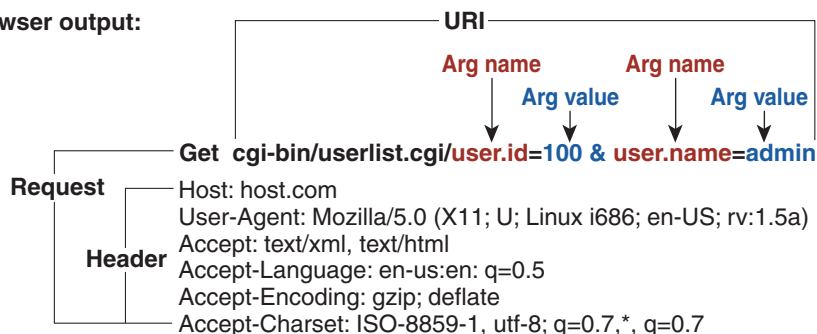 wser output:
URI
Arg name Arg name
Arg value Arg value
Get cgi-bin/userlist.cgi/user.id=100 & user.name=admin
Request
Host: host.com
User-Agent: Mozilla/5.0 (X11; U; Linux i686; en-US; rv:1.5a)
Accept: text/xml, text/html
Header
Accept-Language: en-us:en: q=0.5
Accept-Encoding: gzip; deflate
Accept-Charset: ISO-8859-1, utf-8; q=0.7,*, q=0.7